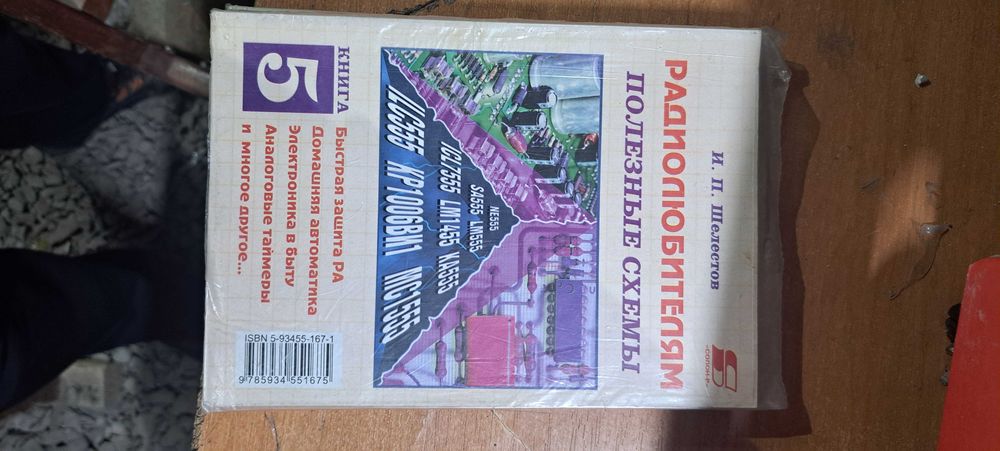 И. П. Шелестов
РАДИОЛЮБИТЕЛЯМ
ПОЛЕЗНЫЕ СХЕМЫ
NE555
SA555 LM555
ICL7555 LM1455 KA555
ILC555 КР1006ВИ1 MC1555
КНИГА
5
Быстрая защита РА
Домашняя автоматика
Электроника в быту
Аналоговые таймеры
и многое другое...
ISBN 5-93455-167-1
9 785934 551675
«СОЛОН-Р»